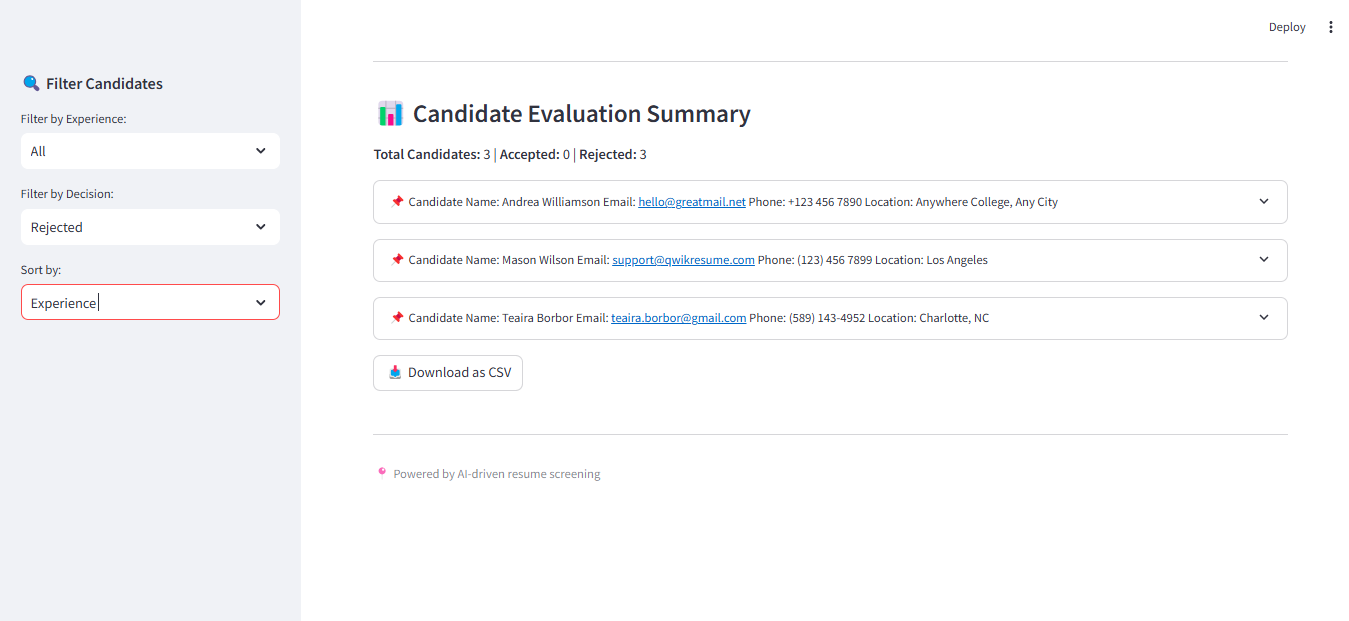 Deploy
Filter Candidates
Filter by Experience:
All
Filter by Decision:
Rejected
Sort by:
Experience
Candidate Evaluation Summary
Total Candidates: 3 | Accepted: 0 | Rejected: 3
Candidate Name: Andrea Williamson Email: hello@greatmail.net Phone: +123 456 7890 Location: Anywhere College, Any City
Candidate Name: Mason Wilson Email: support@qwikresume.com Phone: (123) 456 7899 Location: Los Angeles
Candidate Name: Teaira Borbor Email: teaira.borbor@gmail.com Phone: (589) 143-4952 Location: Charlotte, NC
Download as CSV
Powered by AI-driven resume screening